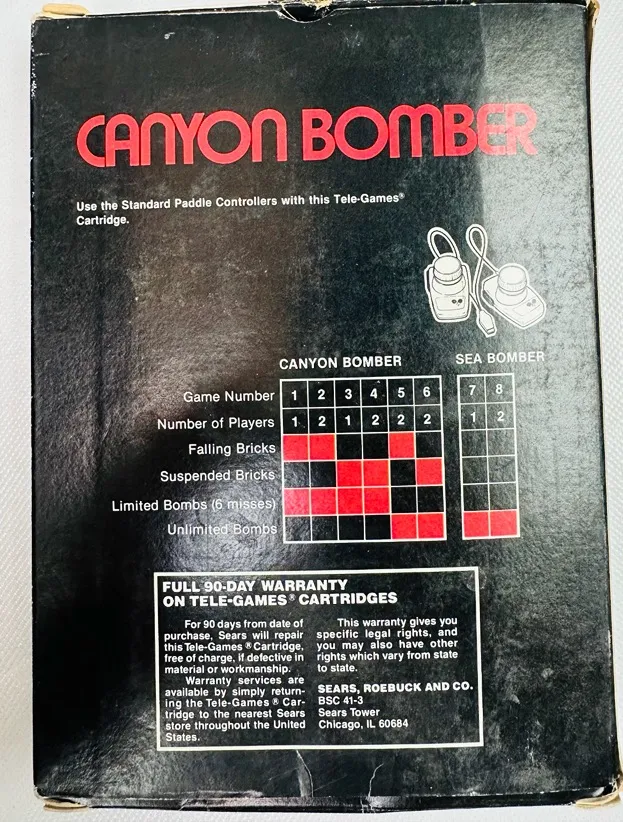 CANYON BOMBER
Use the Standard Paddle Controllers with this Tele-Games®
Cartridge.
CANYON BOMBER SEA BOMBER
Game Number 1 2 3 4 5 6 7 8
Number of Players 1 2 1 2 2 2 1 2
Falling Bricks
Suspended Bricks
Limited Bombs (6 misses)
Unlimited Bombs
FULL 90-DAY WARRANTY
ON TELE-GAMES® CARTRIDGES
For 90 days from date of
purchase, Sears will repair
this Tele-Games ® Cartridge,
free of charge, if defective in
material or workmanship.
Warranty services are
available by simply return-
ing the Tele-Games ® Car-
tridge to the nearest Sears
store throughout the United
States.
This warranty gives you
specific legal rights, and
you may also have other
rights which vary from state
to state.
SEARS, ROEBUCK AND CO.
BSC 41-3
Sears Tower
Chicago, IL 60684